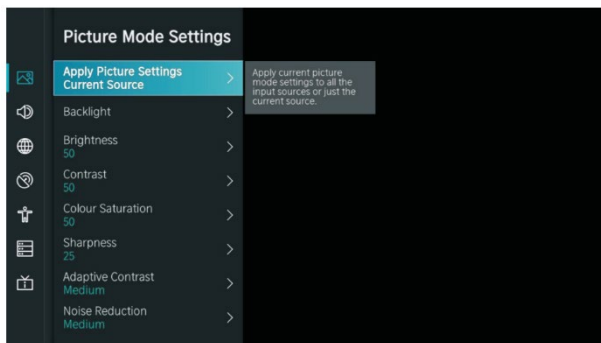 Picture Mode Settings
Apply Picture Settings
Current Source
Apply current picture
mode settings to all the
input sources or just the
current source.
Backlight
Brightness
50
Contrast
50
Colour Saturation
50
Sharpness
25
Adaptive Contrast
Medium
Noise Reduction
Medium